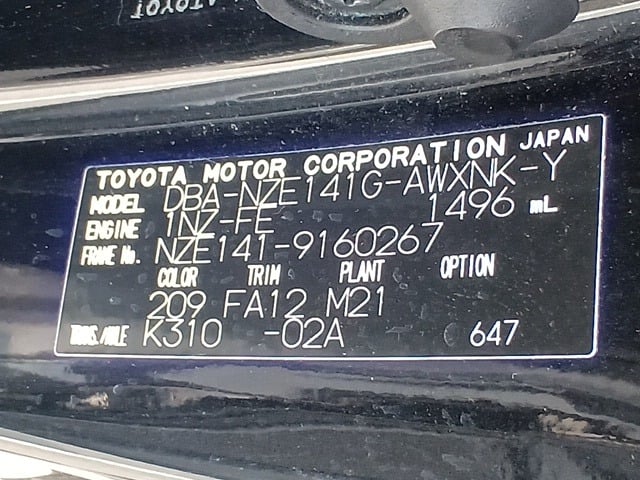 TOYOTA
TOYOTA MOTOR CORPORATION JAPAN
MODEL DBA-NZE141G-AWXNK-Y
ENGINE 1NZ-FE 1496 mL
FRAME No. NZE141-9160267
COLOR TRIM PLANT OPTION
209 FA12 M21
TRANS./AXLE K310 -02A 647